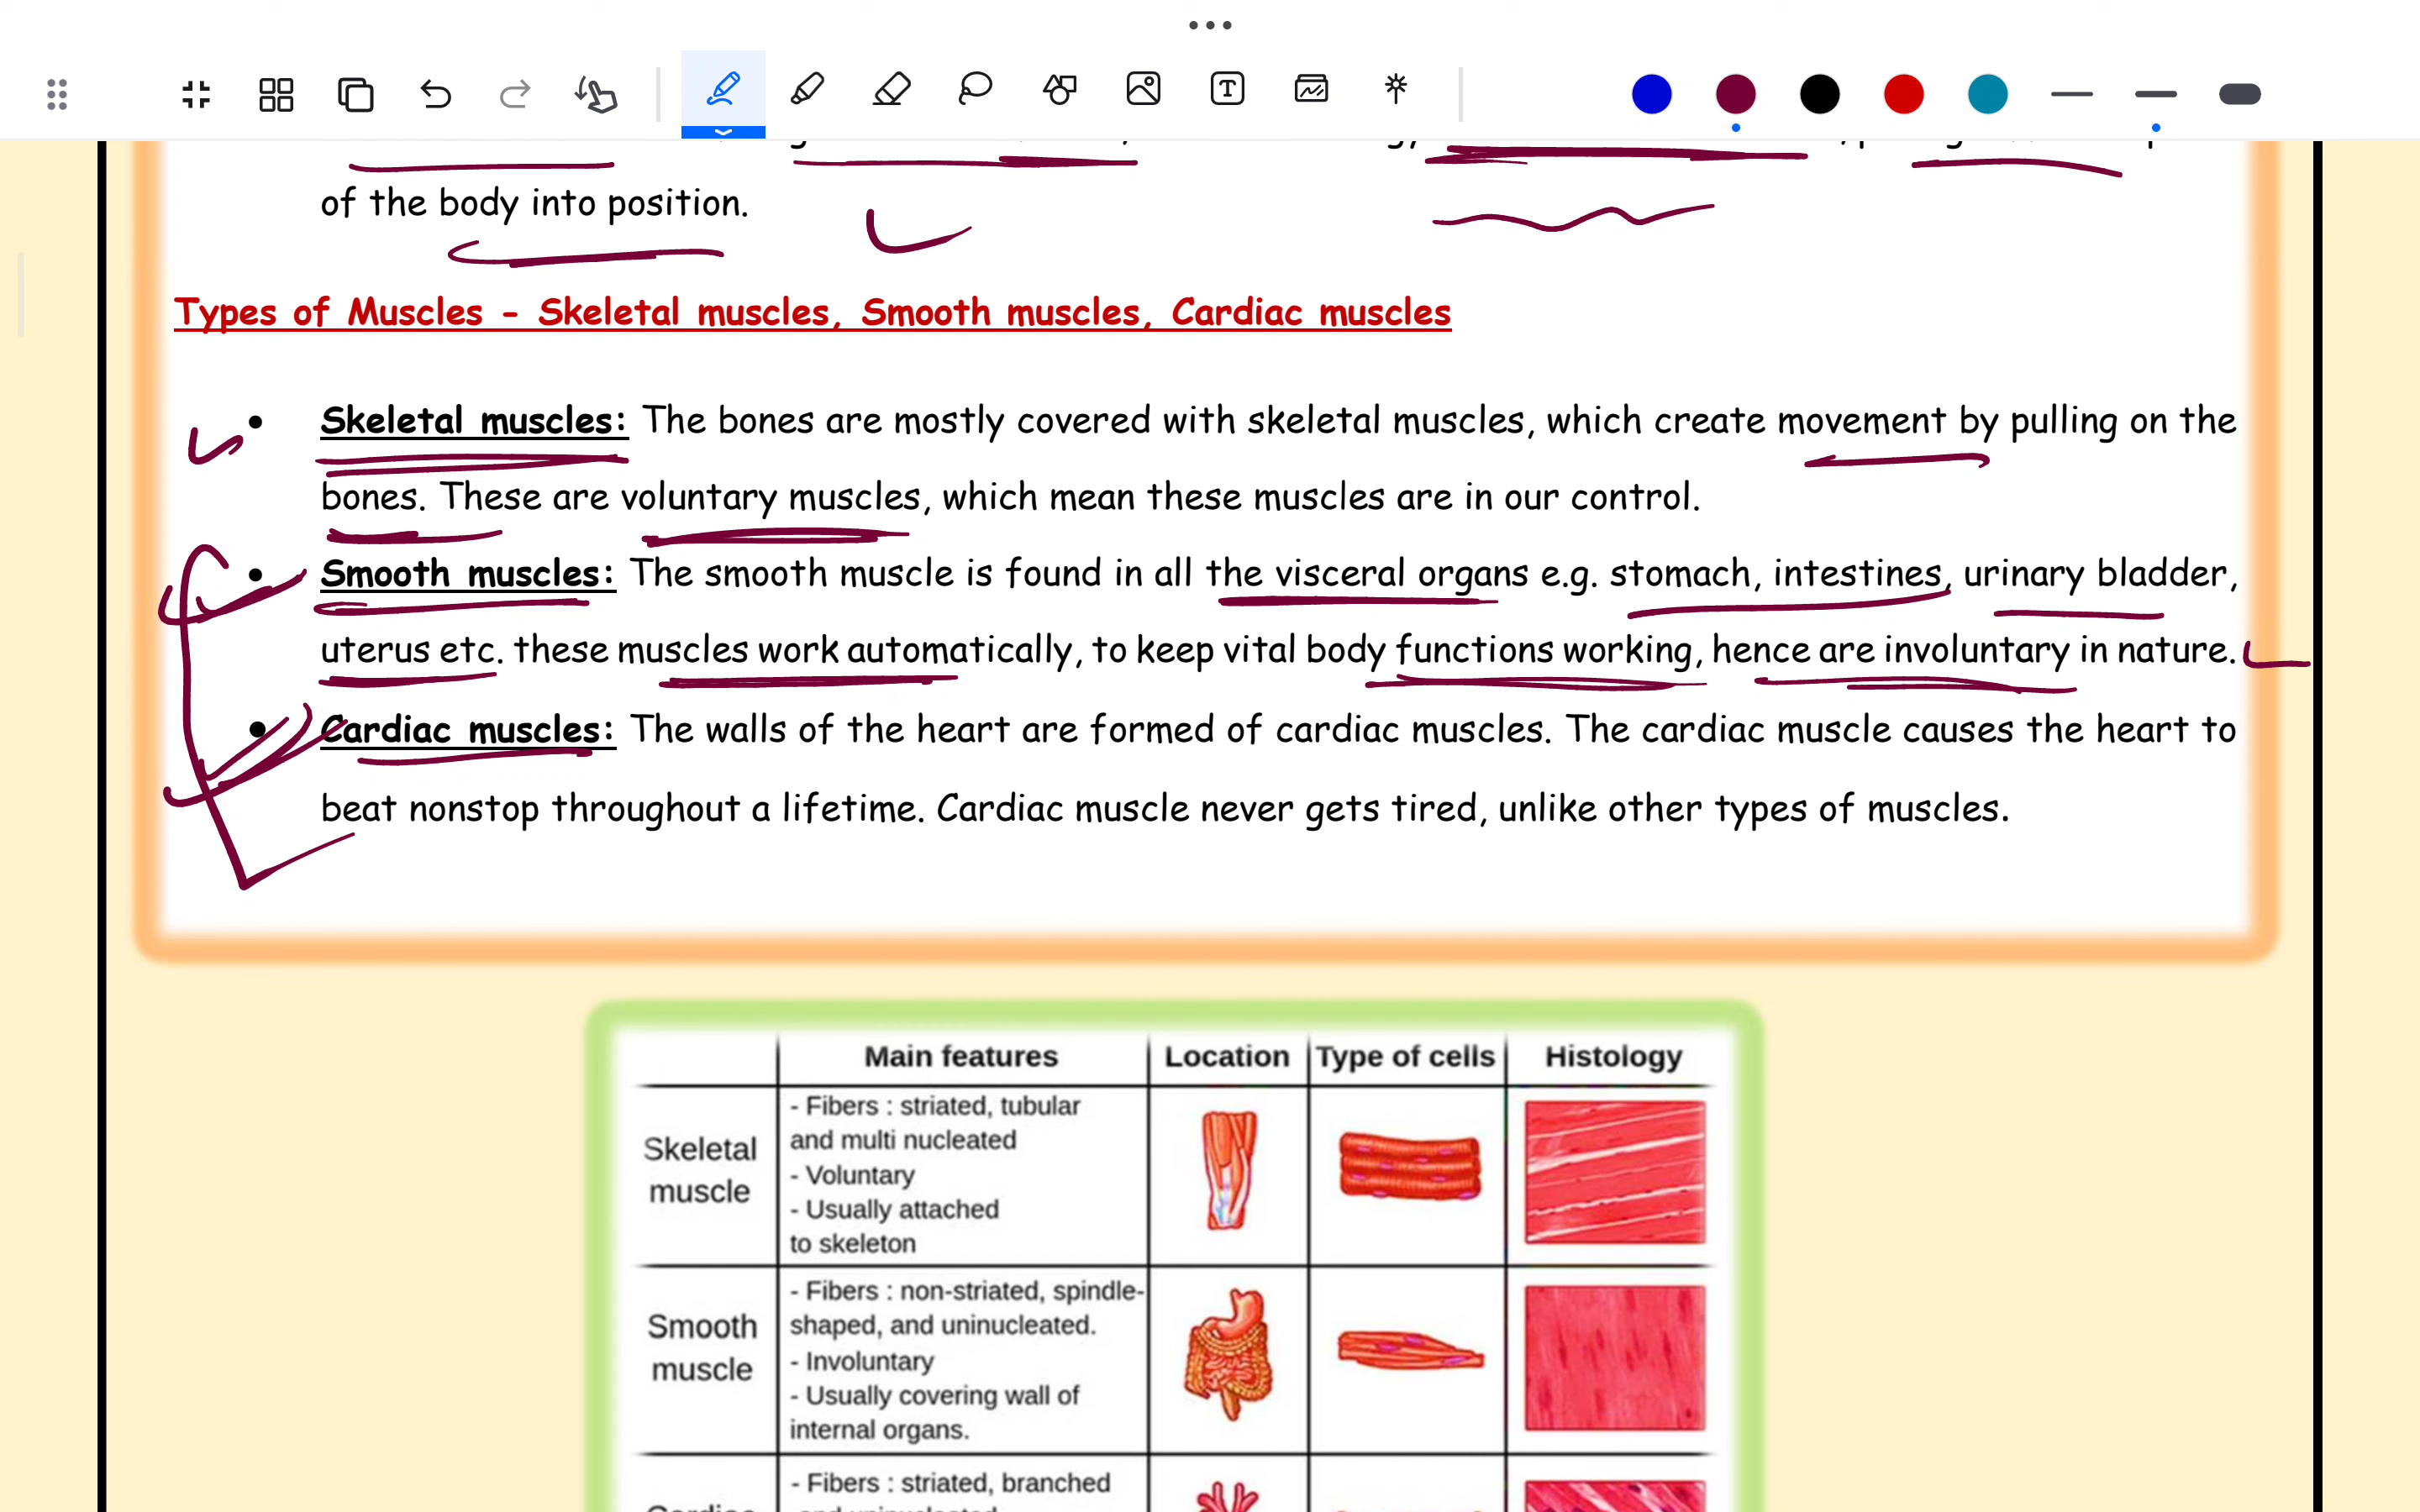 of the body into position.
Types of Muscles - Skeletal muscles, Smooth muscles, Cardiac muscles
• Skeletal muscles: The bones are mostly covered with skeletal muscles, which create movement by pulling on the
bones. These are voluntary muscles, which mean these muscles are in our control.
• Smooth muscles: The smooth muscle is found in all the visceral organs e.g. stomach, intestines, urinary bladder,
uterus etc. these muscles work automatically, to keep vital body functions working, hence are involuntary in nature.
• Cardiac muscles: The walls of the heart are formed of cardiac muscles. The cardiac muscle causes the heart to
beat nonstop throughout a lifetime. Cardiac muscle never gets tired, unlike other types of muscles.
Main features Location Type of cells Histology
Skeletal
muscle
- Fibers : striated, tubular
and multi nucleated
- Voluntary
- Usually attached
to skeleton
Smooth
muscle
- Fibers : non-striated, spindle-
shaped, and uninucleated.
- Involuntary
- Usually covering wall of
internal organs.
- Fibers : striated, branched